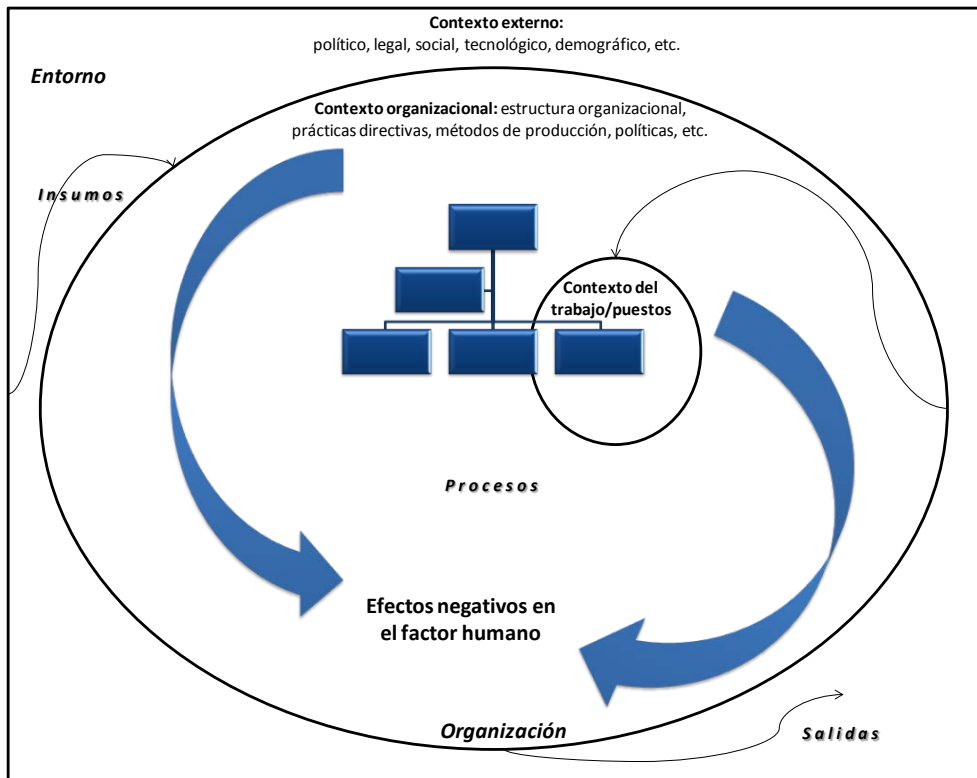 Contexto externo:
político, legal, social, tecnológico, demográfico, etc.
Entorno
Contexto organizacional: estructura organizacional,
prácticas directivas, métodos de producción, políticas, etc.
Insumos
Contexto del
trabajo/puestos
Procesos
Efectos negativos en
el factor humano
Organización
Salidas